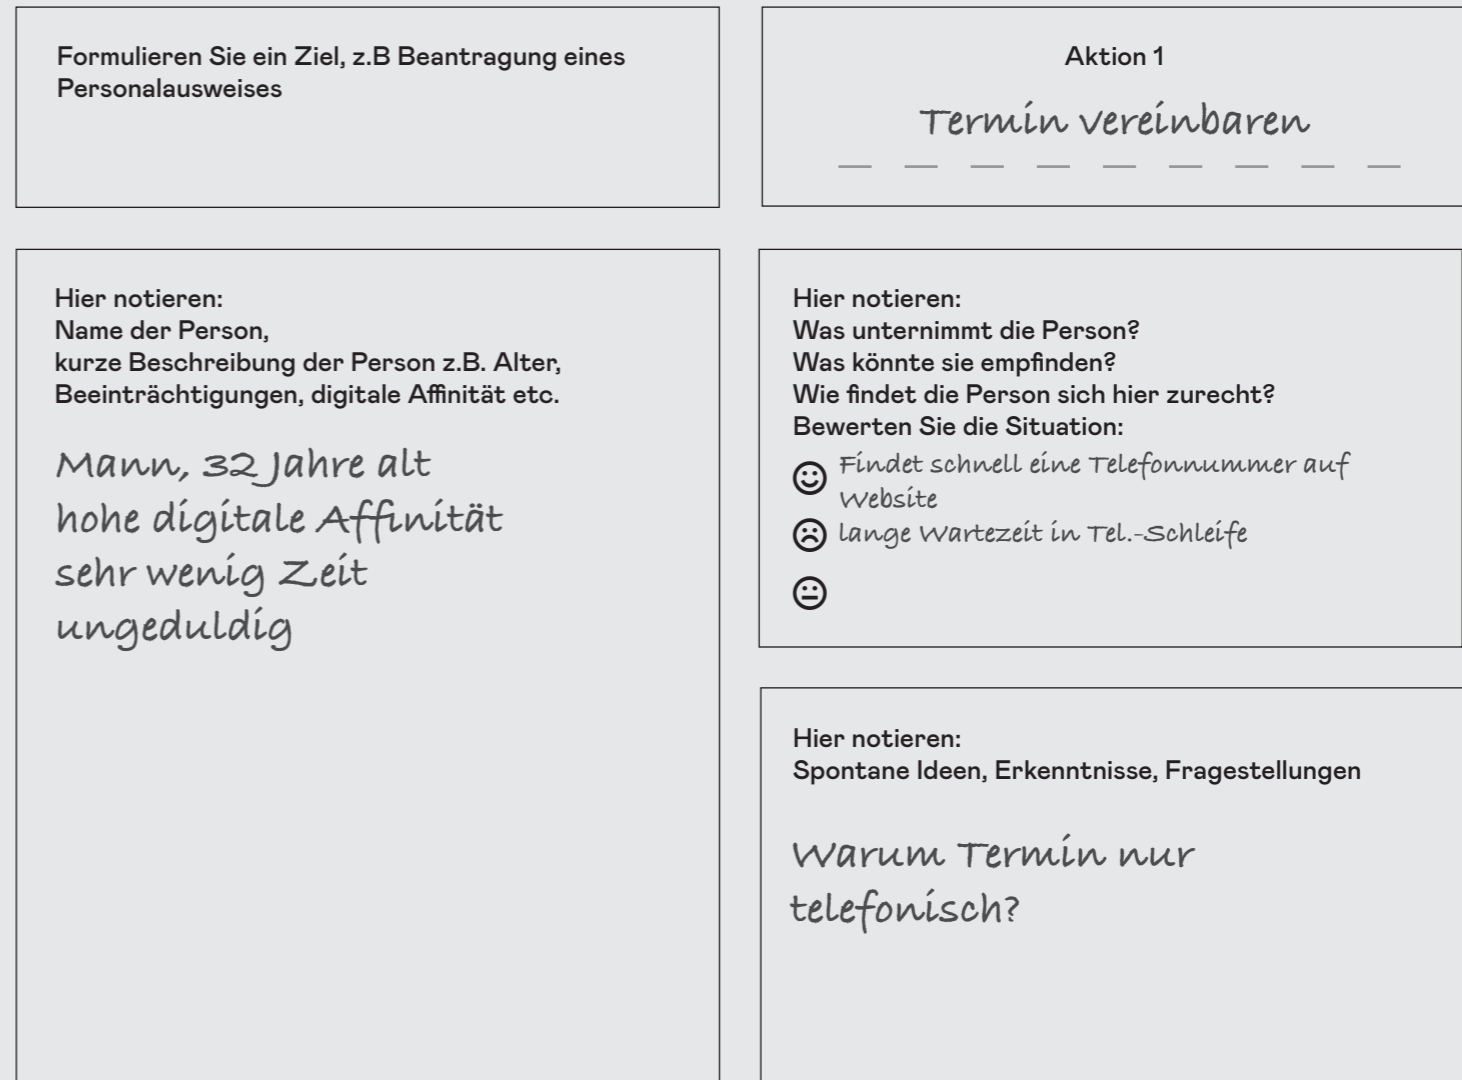 Formulieren Sie ein Ziel, z.B Beantragung eines
Personalausweises
Aktion 1
Termin vereinbaren
Hier notieren:
Name der Person,
kurze Beschreibung der Person z.B. Alter,
Beeinträchtigungen, digitale Affinität etc.
Mann, 32 Jahre alt
hohe digitale Affinität
sehr wenig Zeit
ungeduldig
Hier notieren:
Was unternimmt die Person?
Was könnte sie empfinden?
Wie findet die Person sich hier zurecht?
Bewerten Sie die Situation:
Findet schnell eine Telefonnummer auf
Website
lange Wartezeit in Tel.-Schleife
Hier notieren:
Spontane Ideen, Erkenntnisse, Fragestellungen
Warum Termin nur
telefonisch?